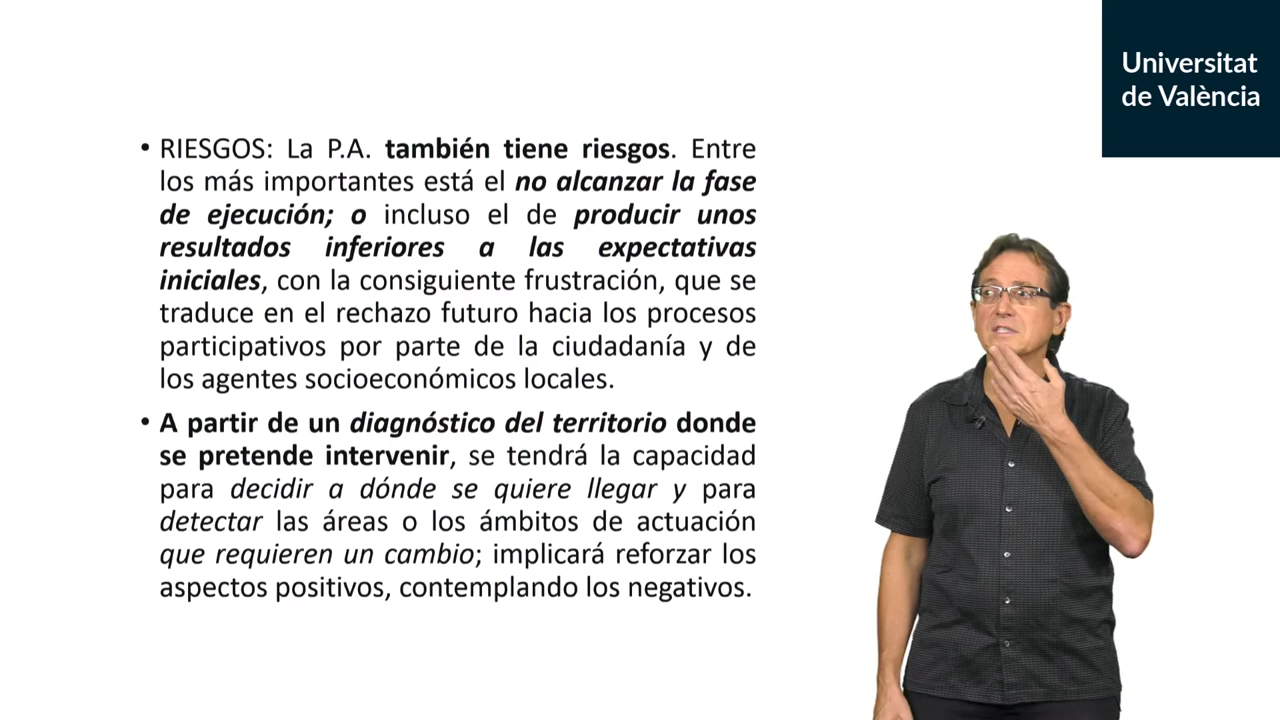 Universitat
de València
• RIESGOS: La P.A. también tiene riesgos. Entre
los más importantes está el no alcanzar la fase
de ejecución; o incluso el de producir unos
resultados inferiores a las expectativas
iniciales, con la consiguiente frustración, que se
traduce en el rechazo futuro hacia los procesos
participativos por parte de la ciudadanía y de
los agentes socioeconómicos locales.
• A partir de un diagnóstico del territorio donde
se pretende intervenir, se tendrá la capacidad
para decidir a dónde se quiere llegar y para
detectar las áreas o los ámbitos de actuación
que requieren un cambio; implicará reforzar los
aspectos positivos, contemplando los negativos.